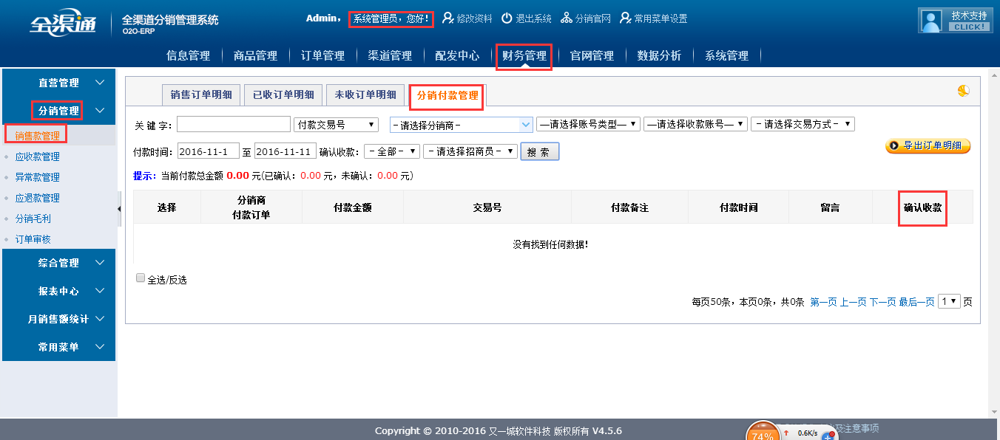 全渠通 全渠道分销管理系统 O2O-ERP
Admin， 系统管理员，您好！ 修改资料 退出系统 分销官网 常用菜单设置 技术支持 CLICK!
信息管理 商品管理 订单管理 渠道管理 配发中心 财务管理 官网管理 数据分析 系统管理
直营管理
分销管理
销售款管理
应收款管理
异常款管理
应退款管理
分销毛利
订单审核
综合管理
报表中心
月销售额统计
常用菜单
销售订单明细 已收订单明细 未收订单明细 分销付款管理
关 键 字： 付款交易号 - 请选择分销商 - —请选择账号类型— —请选择收款账号— - 请选择交易方式 -
付款时间： 2016-11-1 至 2016-11-11 确认收款： - 全部 - - 请选择招商员 - 搜 索 导出订单明细
提示：当前付款总金额 0.00 元(已确认：0.00 元，未确认：0.00 元)
选择 分销商 付款金额 交易号 付款备注 付款时间 留言 确认收款
付款订单
没有找到任何数据！
全选/反选
每页50条，本页0条，共0条 第一页 上一页 下一页 最后一页 1 页
Copyright © 2010-2016 又一城软件科技 版权所有 V4.5.6
74% 0.6K/s 及注意事项